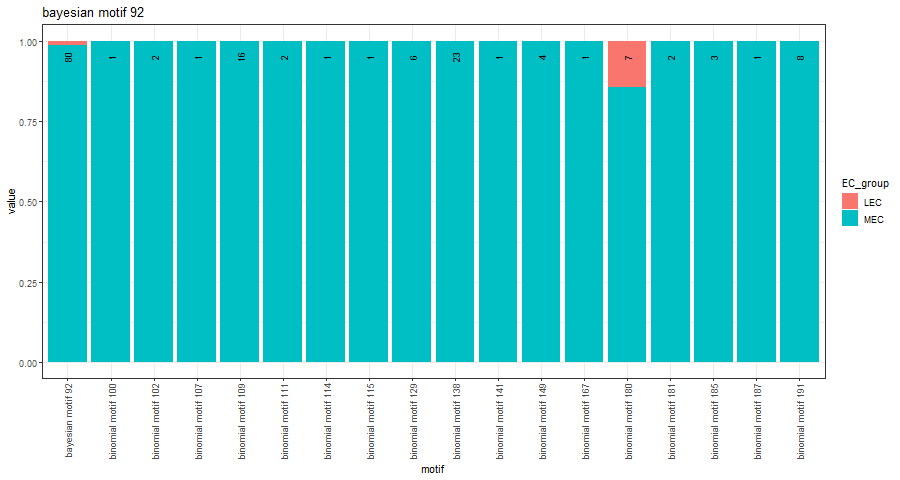 bayesian motif 92
1.00
0.75
0.50
0.25
0.00
value
80
1
2
1
16
2
1
1
6
23
1
4
1
7
2
3
1
8
bayesian motif 92
binomial motif 100
binomial motif 102
binomial motif 107
binomial motif 109
binomial motif 111
binomial motif 114
binomial motif 115
binomial motif 129
binomial motif 138
binomial motif 141
binomial motif 149
binomial motif 167
binomial motif 180
binomial motif 181
binomial motif 185
binomial motif 187
binomial motif 191
motif
EC_group
LEC
MEC